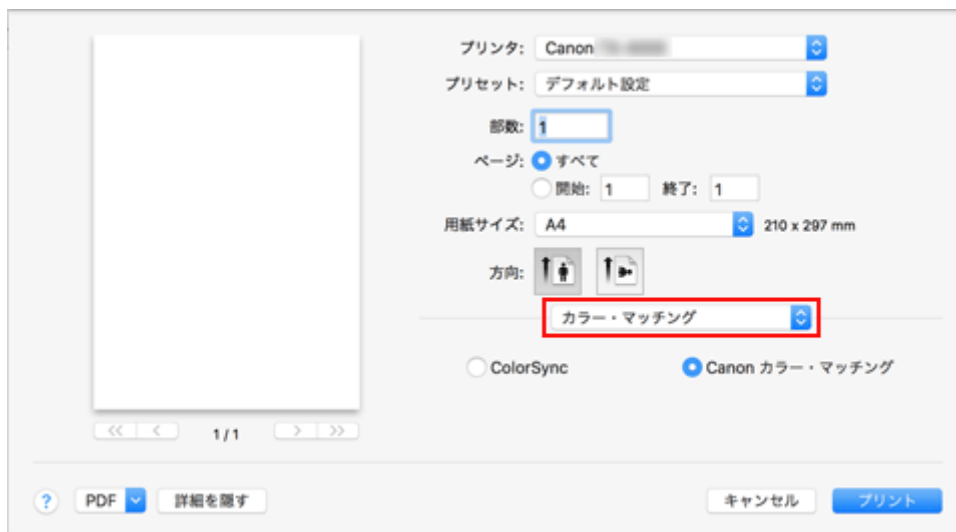 プリンタ: Canon
プリセット: デフォルト設定
部数: 1
ページ: すべて
開始: 1 終了: 1
用紙サイズ: A4 210 x 297 mm
方向:
カラー・マッチング
ColorSync Canon カラー・マッチング
<< < 1 / 1 > >>
? PDF 詳細を隠す キャンセル プリント